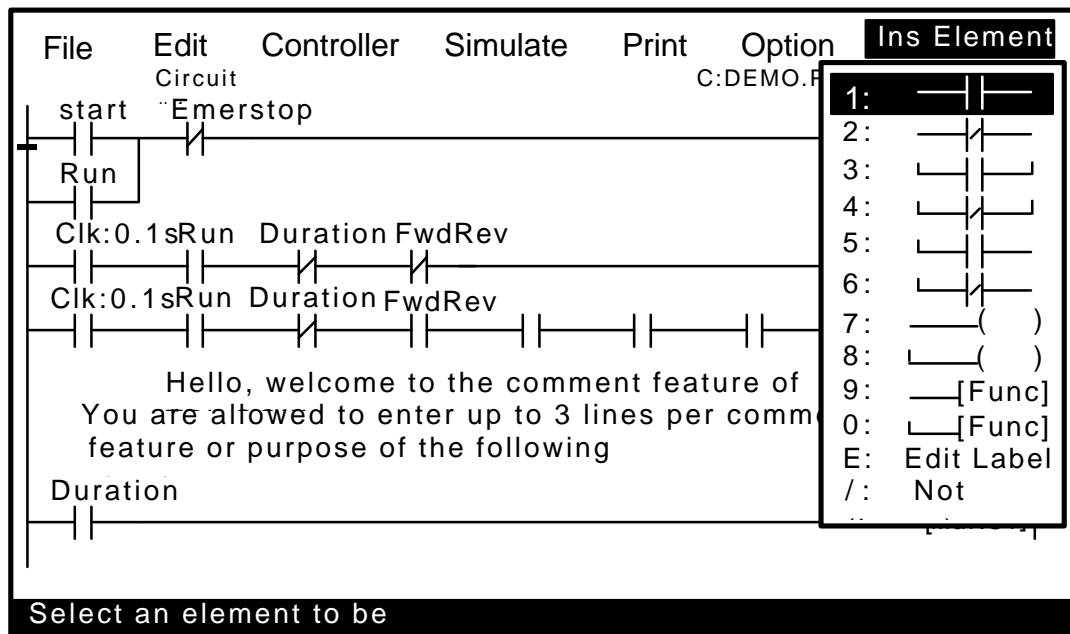 File Edit Controller Simulate Print Option Ins Element
Circuit C:DEMO.
start Emerstop
Run
Clk:0.1sRun Duration FwdRev
Clk:0.1sRun Duration FwdRev
Hello, welcome to the comment feature of
You are allowed to enter up to 3 lines per comm
feature or purpose of the following
Duration
1:
2:
3:
4:
5:
6:
7: ( )
8: ( )
9: [Func]
0: [Func]
E: Edit Label
/: Not
Select an element to be